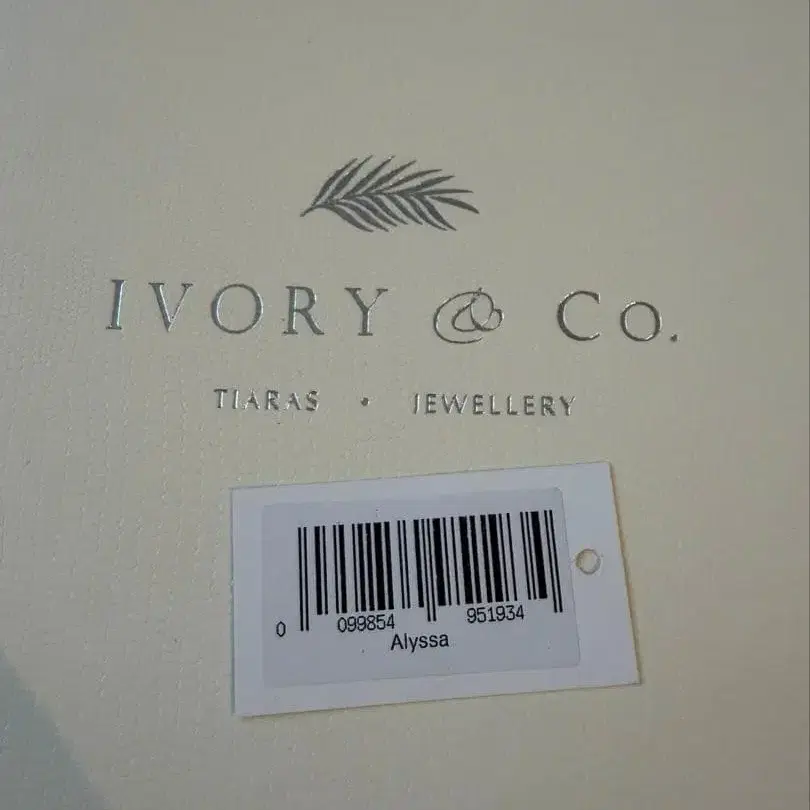 IVORY & Co.
TIARAS • JEWELLERY
0 099854 951934
Alyssa